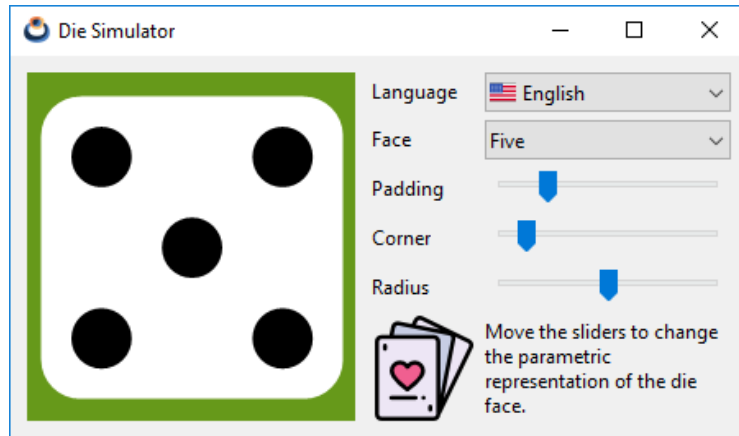 Die Simulator
Language
English
Face
Five
Padding
Corner
Radius
Move the sliders to change
the parametric
representation of the die
face.